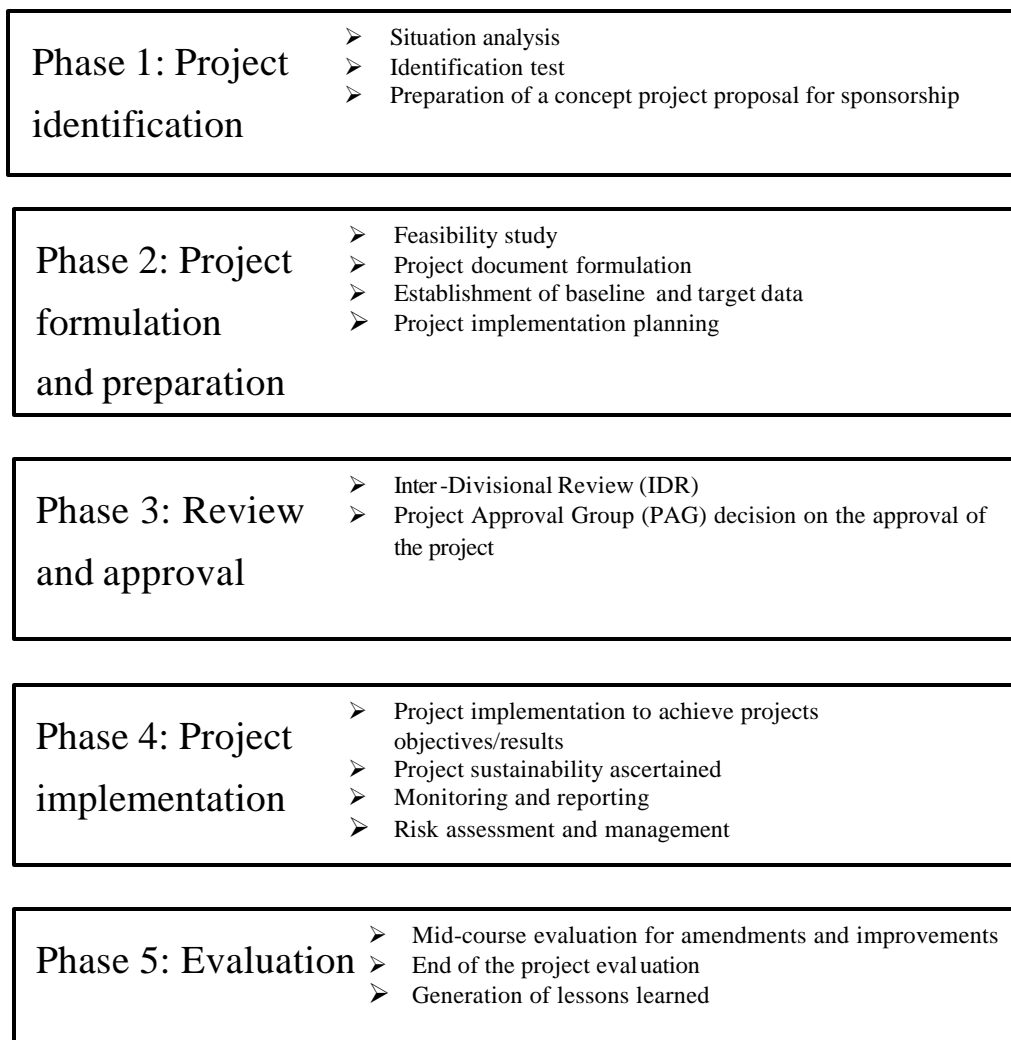 Phase 1: Project
identification
➢ Situation analysis
➢ Identification test
➢ Preparation of a concept project proposal for sponsorship
Phase 2: Project
formulation
and preparation
➢ Feasibility study
➢ Project document formulation
➢ Establishment of baseline and target data
➢ Project implementation planning
Phase 3: Review
and approval
➢ Inter-Divisional Review (IDR)
➢ Project Approval Group (PAG) decision on the approval of
the project
Phase 4: Project
implementation
➢ Project implementation to achieve projects
objectives/results
➢ Project sustainability ascertained
➢ Monitoring and reporting
➢ Risk assessment and management
Phase 5: Evaluation
➢ Mid-course evaluation for amendments and improvements
➢ End of the project evaluation
➢ Generation of lessons learned